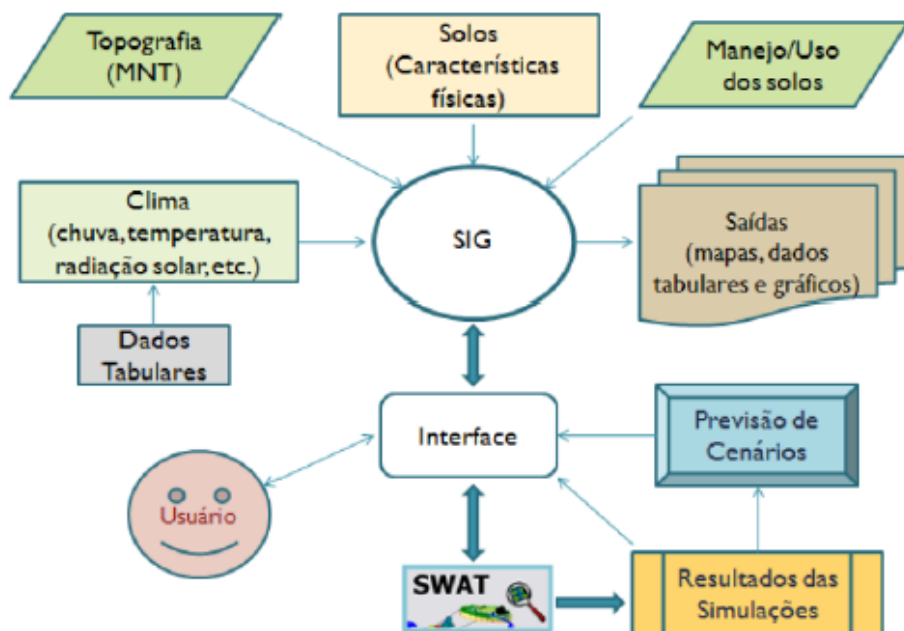 Topografia
(MNT)
Solos
(Características
físicas)
Manejo/Uso
dos solos
Clima
(chuva, temperatura,
radiação solar, etc.)
SIG
Saídas
(mapas, dados
tabulares e gráficos)
Dados
Tabulares
Interface
Previsão de
Cenários
Usuário
SWAT
Resultados das
Simulações